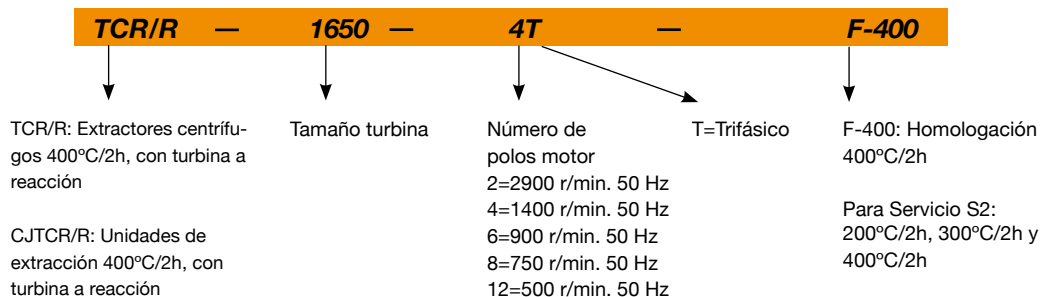 TCR/R — 1650 — 4T — F-400
TCR/R: Extractores centrífu-
gos 400ºC/2h, con turbina a
reacción
CJTCR/R: Unidades de
extracción 400ºC/2h, con
turbina a reacción
Tamaño turbina
Número de
polos motor
2=2900 r/min. 50 Hz
4=1400 r/min. 50 Hz
6=900 r/min. 50 Hz
8=750 r/min. 50 Hz
12=500 r/min. 50 Hz
T=Trifásico
F-400: Homologación
400ºC/2h
Para Servicio S2:
200ºC/2h, 300ºC/2h y
400ºC/2h